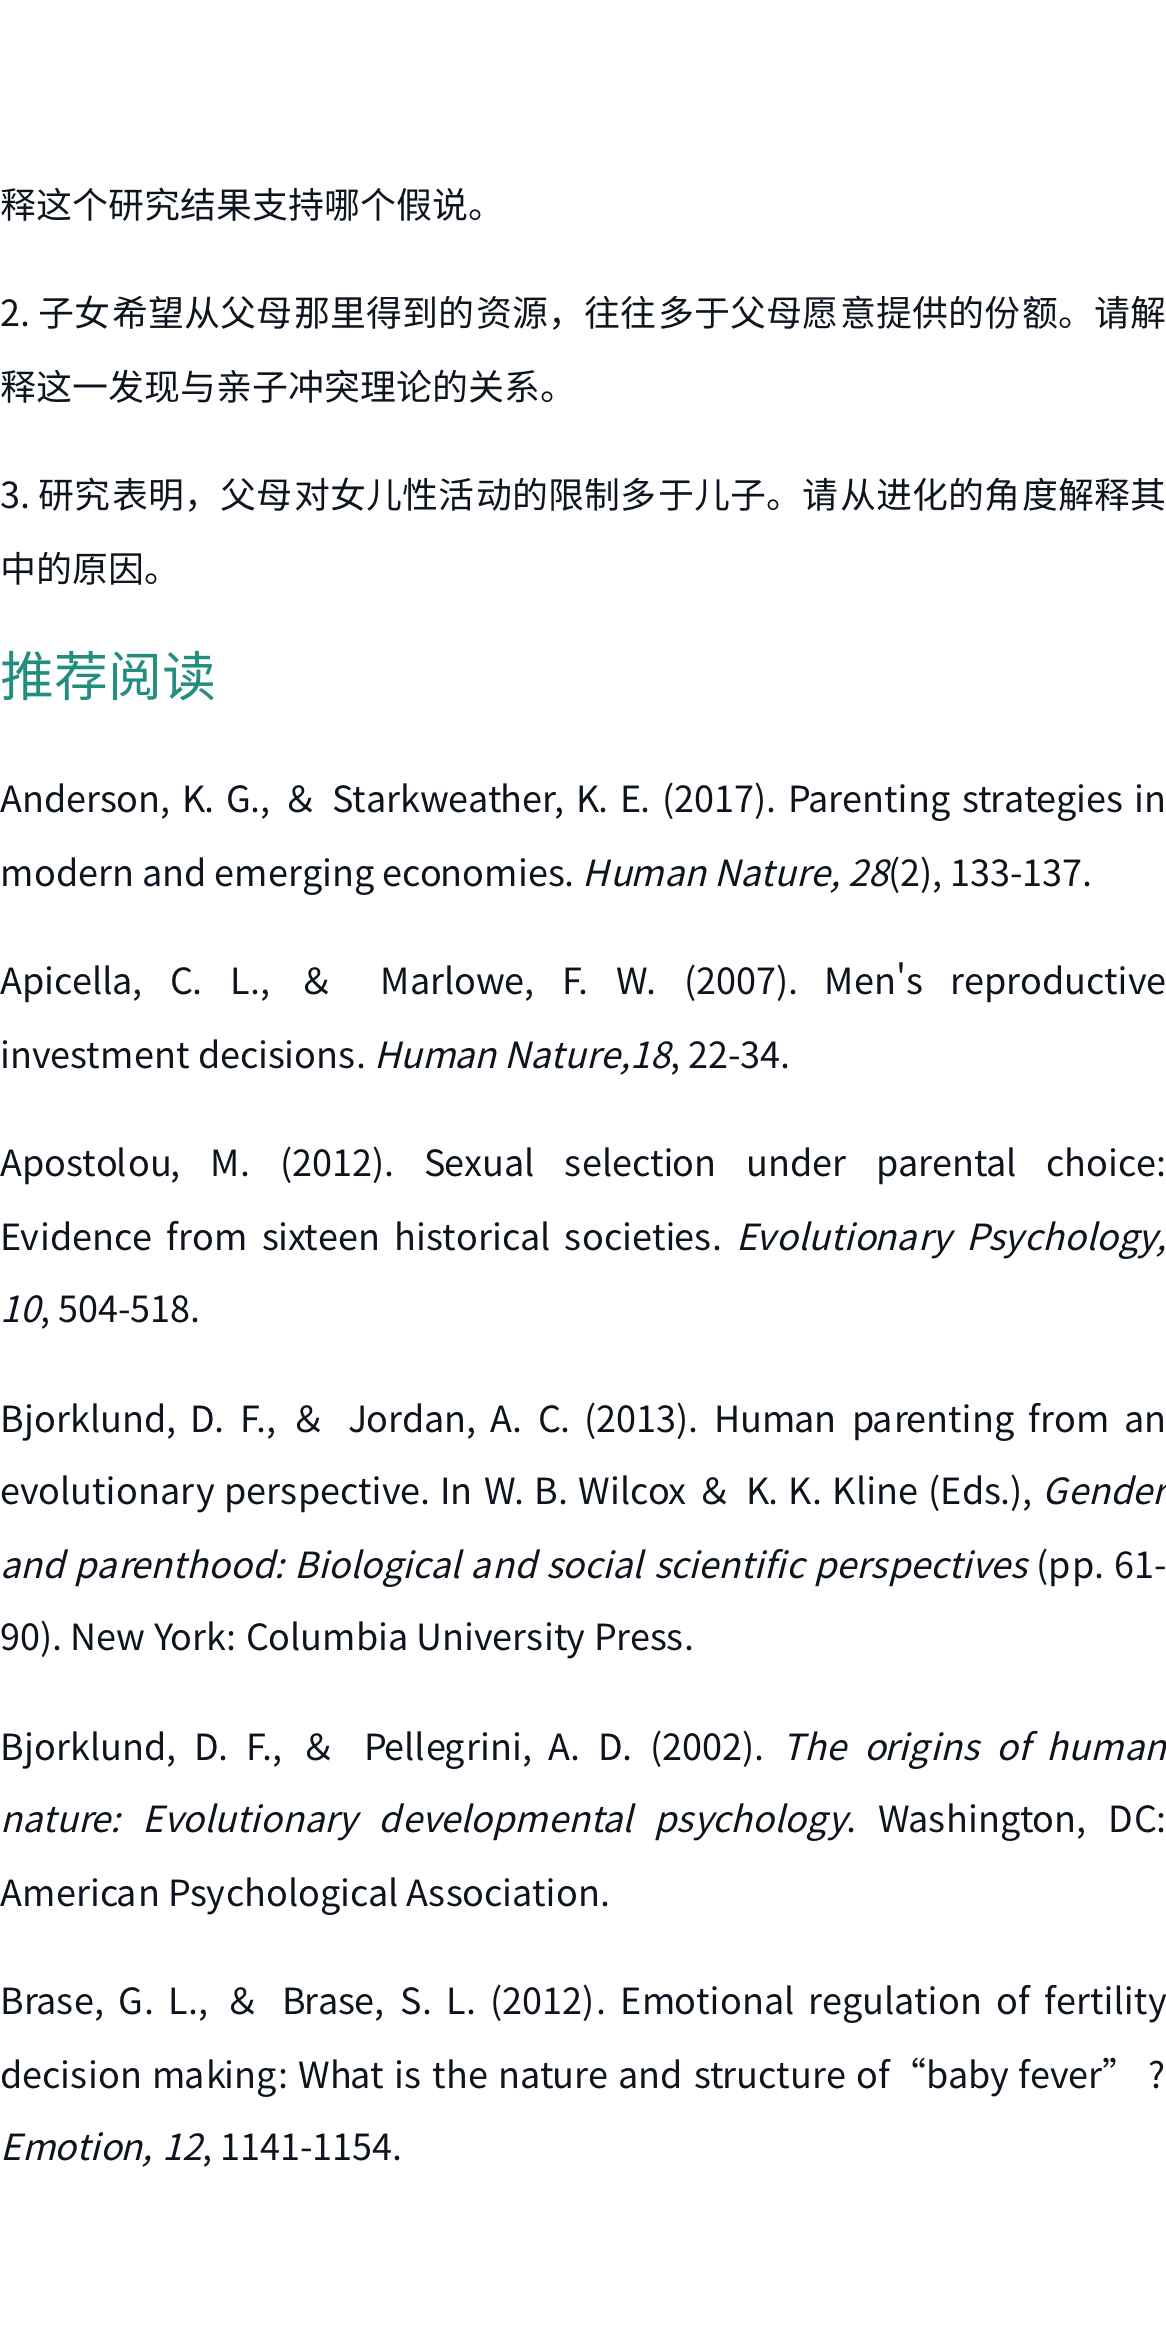 释这个研究结果支持哪个假说。
2. 子女希望从父母那里得到的资源，往往多于父母愿意提供的份额。请解
释这一发现与亲子冲突理论的关系。
3. 研究表明，父母对女儿性活动的限制多于儿子。请从进化的角度解释其
中的原因。
推荐阅读
Anderson, K. G., & Starkweather, K. E. (2017). Parenting strategies in
modern and emerging economies. Human Nature, 28(2), 133-137.
Apicella, C. L., & Marlowe, F. W. (2007). Men's reproductive
investment decisions. Human Nature,18, 22-34.
Apostolou, M. (2012). Sexual selection under parental choice:
Evidence from sixteen historical societies. Evolutionary Psychology,
10, 504-518.
Bjorklund, D. F., & Jordan, A. C. (2013). Human parenting from an
evolutionary perspective. In W. B. Wilcox & K. K. Kline (Eds.), Gender
and parenthood: Biological and social scientific perspectives (pp. 61-
90). New York: Columbia University Press.
Bjorklund, D. F., & Pellegrini, A. D. (2002). The origins of human
nature: Evolutionary developmental psychology. Washington, DC:
American Psychological Association.
Brase, G. L., & Brase, S. L. (2012). Emotional regulation of fertility
decision making: What is the nature and structure of “baby fever” ?
Emotion, 12, 1141-1154.